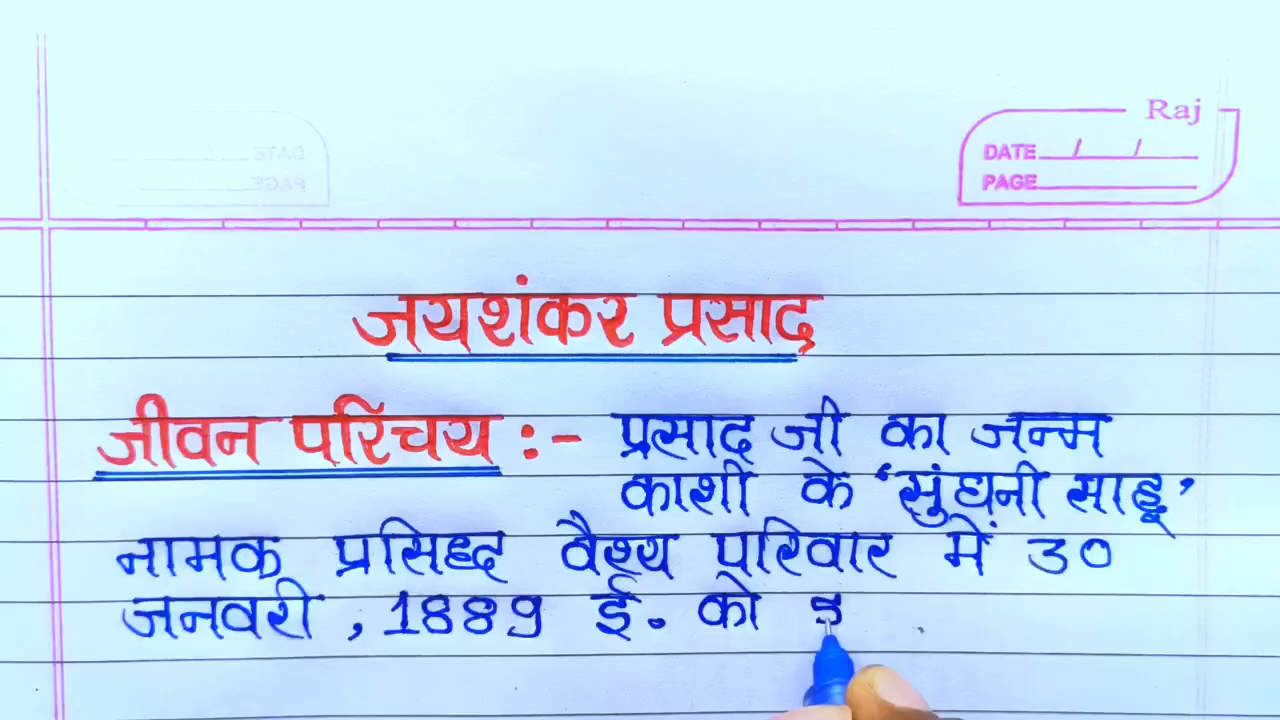 Raj
DATE / /
PAGE
जयशंकर प्रसाद
जीवन परिचय :- प्रसाद जी का जन्म
काशी के ‘सुंघनी साहू’
नामक प्रसिध्द वैश्य परिवार में 30
जनवरी , 1889 ई. को